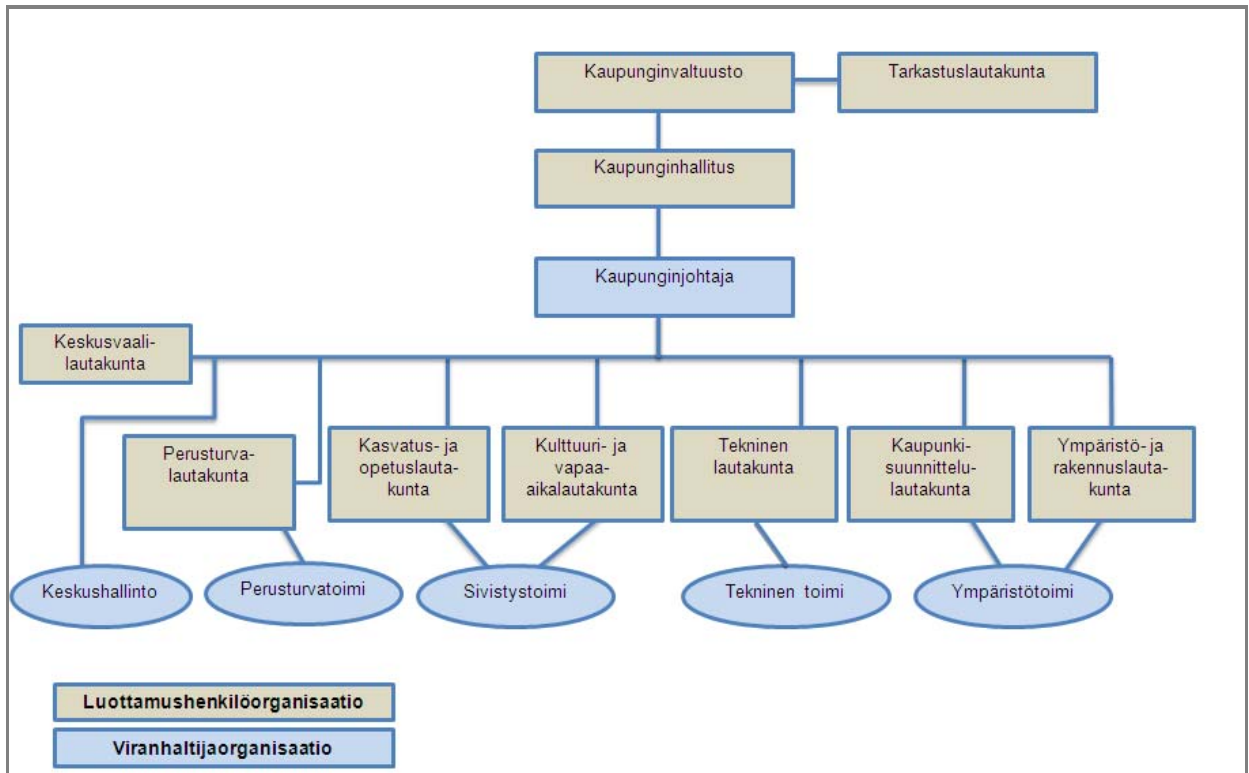 Kaupunginvaltuusto
Tarkastuslautakunta
Kaupunginhallitus
Kaupunginjohtaja
Keskusvaali-
lautakunta
Perusturva-
lautakunta
Kasvatus- ja
opetuslauta-
kunta
Kulttuuri- ja
vapaa-
aikalautakunta
Tekninen
lautakunta
Kaupunki-
suunnittelu-
lautakunta
Ympäristö- ja
rakennuslauta-
kunta
Keskushallinto
Perusturvatoimi
Sivistystoimi
Tekninen toimi
Ympäristötoimi
Luottamushenkilöorganisaatio
Viranhaltijaorganisaatio